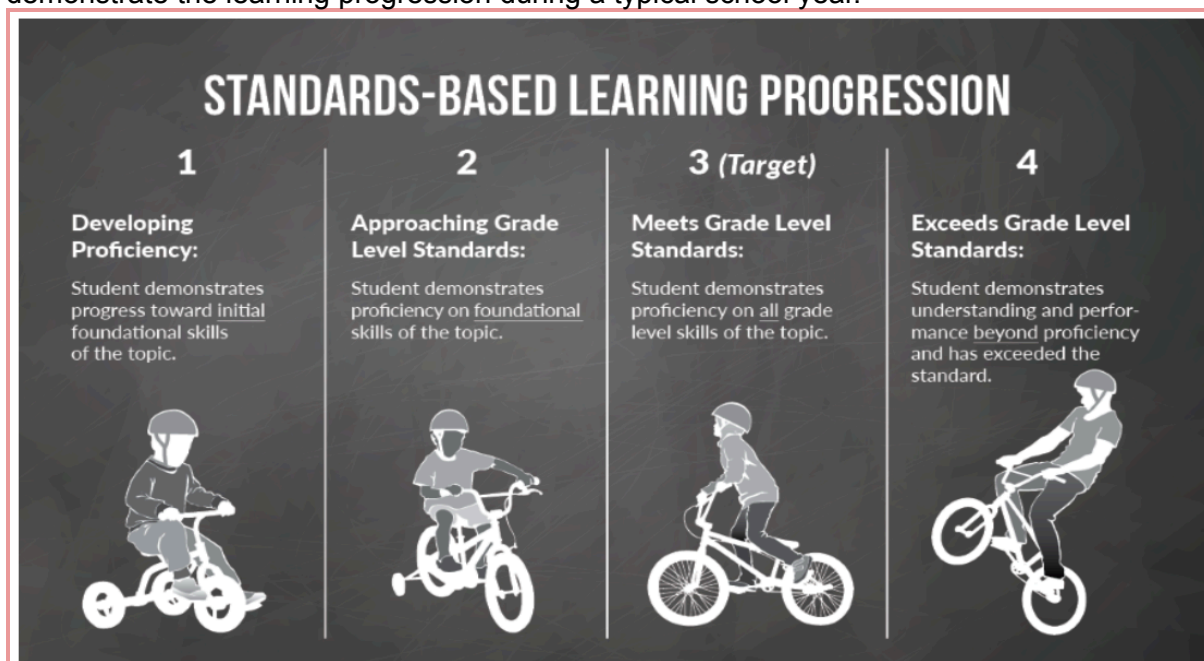 demonstrate the learning progression during a typical school year.
STANDARDS-BASED LEARNING PROGRESSION
1
Developing
Proficiency:
Student demonstrates
progress toward initial
foundational skills
of the topic.
2
Approaching Grade
Level Standards:
Student demonstrates
proficiency on foundational
skills of the topic.
3 (Target)
Meets Grade Level
Standards:
Student demonstrates
proficiency on all grade
level skills of the topic.
4
Exceeds Grade Level
Standards:
Student demonstrates
understanding and perfor-
mance beyond proficiency
and has exceeded the
standard.